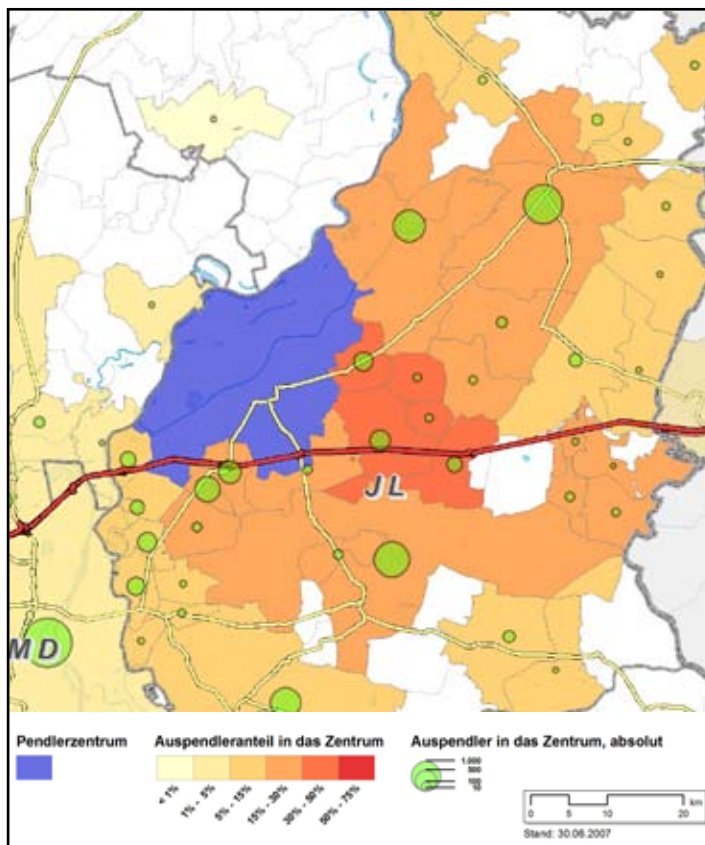 JL
MD
Pendlerzentrum
Auspendleranteil in das Zentrum
< 1%
1% - 5%
5% - 15%
15% - 30%
30% - 50%
50% - 75%
Auspendler in das Zentrum, absolut
1.000
500
100
0 5 10 20
km
Stand: 30.06.2007